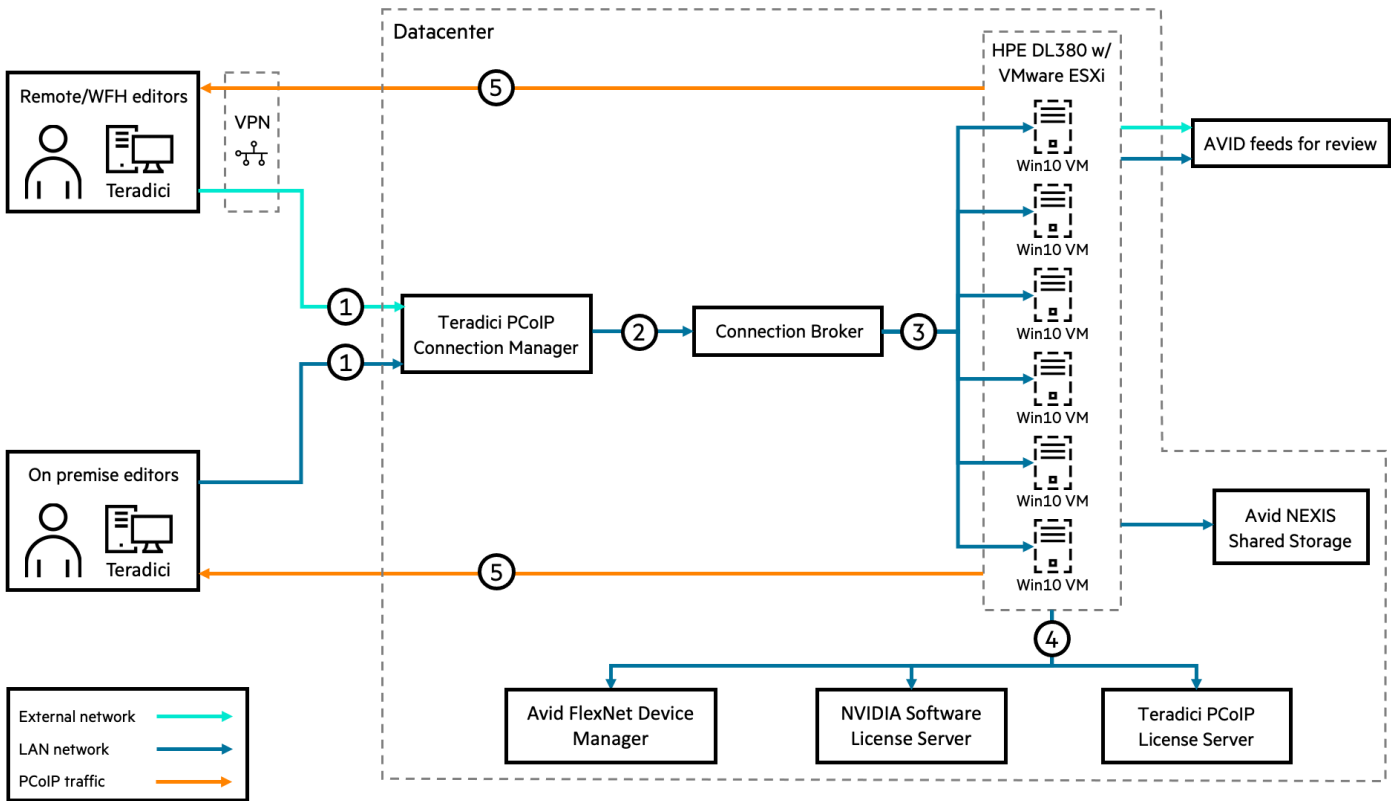 Datacenter
Remote/WFH editors
Teradici
VPN
5
HPE DL380 w/
VMware ESXi
Win10 VM
Win10 VM
Win10 VM
Win10 VM
Win10 VM
Win10 VM
AVID feeds for review
1
Teradici PCoIP
Connection Manager
2
Connection Broker
3
1
On premise editors
Teradici
5
Avid NEXIS
Shared Storage
4
Avid FlexNet Device
Manager
NVIDIA Software
License Server
Teradici PCoIP
License Server
External network
LAN network
PCoIP traffic